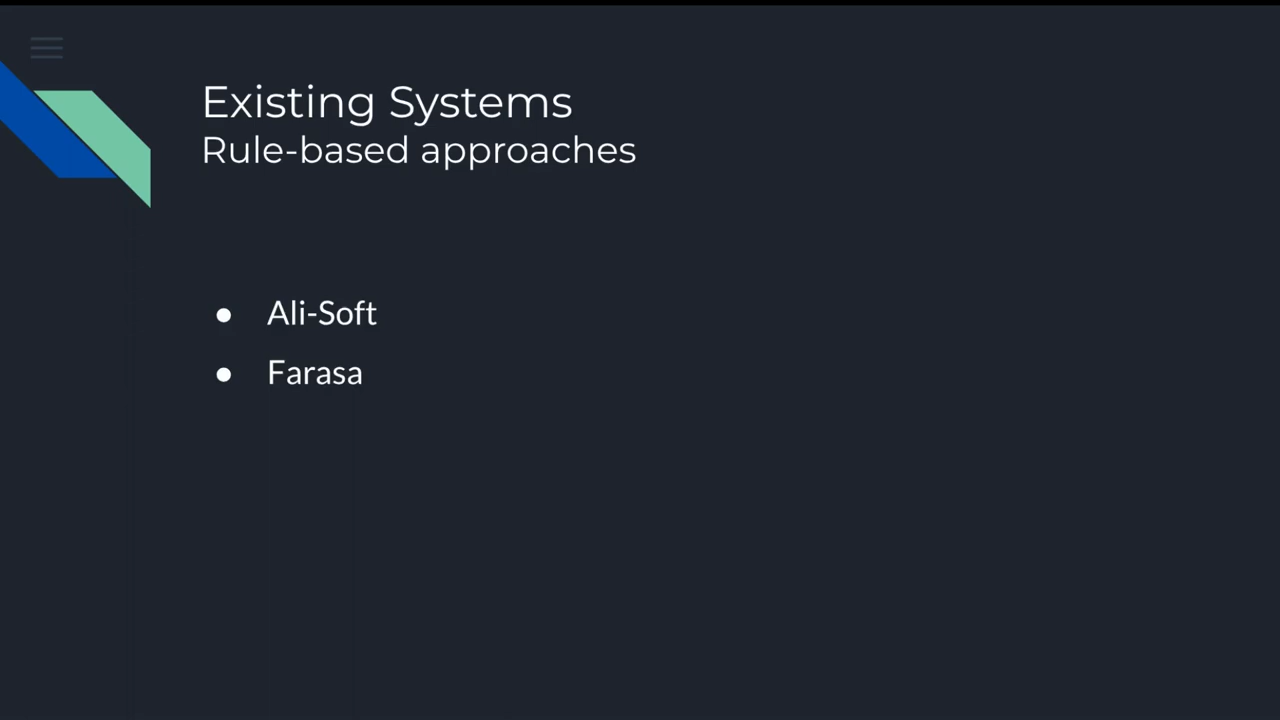 Existing Systems
Rule-based approaches
● Ali-Soft
● Farasa